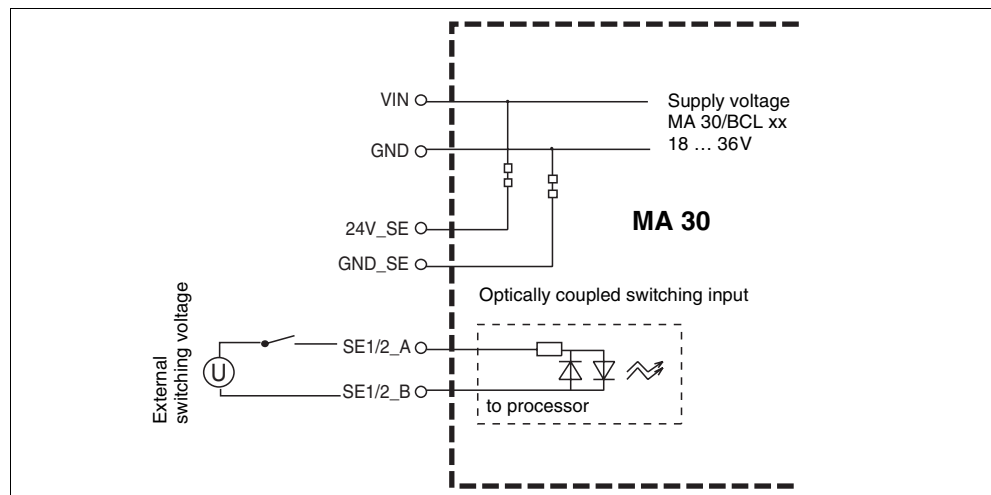 VIN
Supply voltage
MA 30/BCL xx
18 … 36V
GND
MA 30
24V_SE
GND_SE
Optically coupled switching input
External
switching voltage
U
SE1/2_A
SE1/2_B
to processor